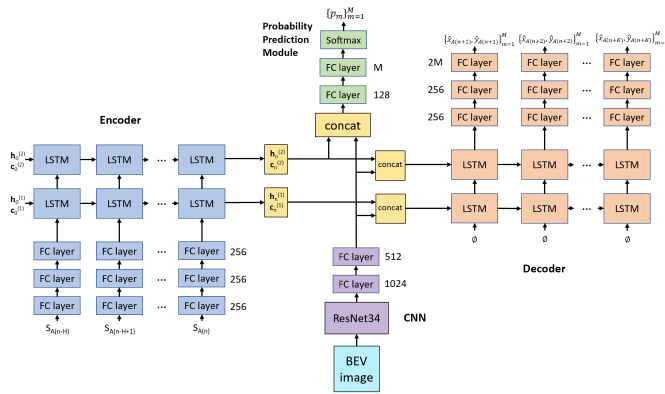 {p_m}_{m=1}^M
Probability
Prediction
Module
Softmax
FC layer M
FC layer 128
concat
{x̂_{A(n+1)}, ŷ_{A(n+1)}}_{m=1}^M {x̂_{A(n+2)}, ŷ_{A(n+2)}}_{m=1}^M {x̂_{A(n+K)}, ŷ_{A(n+K)}}_{m=
2M FC layer FC layer ... FC layer
256 FC layer FC layer ... FC layer
256 FC layer FC layer ... FC layer
Encoder
h_0^{(2)}
c_0^{(2)}
LSTM LSTM ... LSTM
h_n^{(2)}
c_n^{(2)}
concat
LSTM LSTM ... LSTM
h_0^{(1)}
c_0^{(1)}
LSTM LSTM ... LSTM
h_n^{(1)}
c_n^{(1)}
concat
LSTM LSTM ... LSTM
∅ ∅ ∅
Decoder
FC layer FC layer FC layer 256
FC layer FC layer ... FC layer 256
FC layer FC layer FC layer 256
S_{A(n-H)} S_{A(n-H+1)} S_{A(n)}
FC layer 512
FC layer 1024
ResNet34 CNN
BEV
image